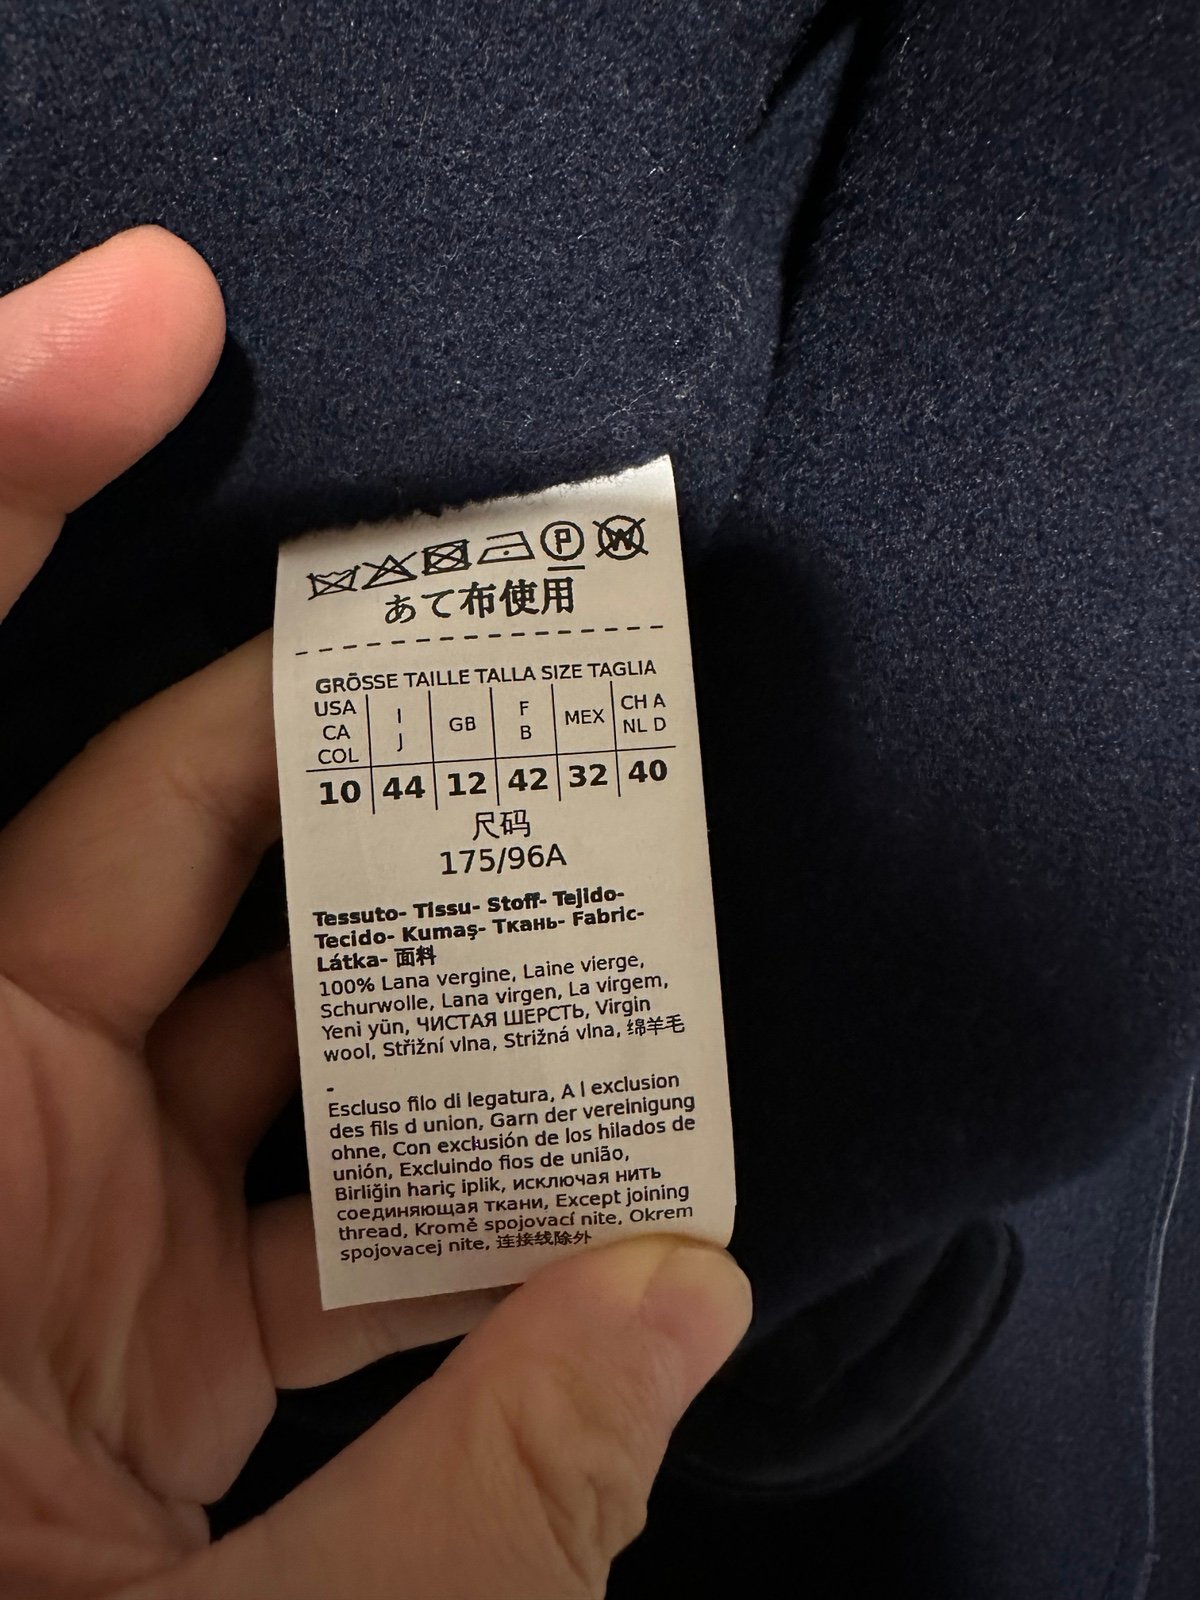 P W
あて布使用
GRÖSSE TAILLE TALLA SIZE TAGLIA
USA CA COL I J GB F B MEX CH A NL D
10 44 12 42 32 40
尺码
175/96A
Tessuto- Tissu- Stoff- Tejido-
Tecido- Kumaş- Ткань- Fabric-
Látka- 面料
100% Lana vergine, Laine vierge,
Schurwolle, Lana virgen, La virgem,
Yeni yün, ЧИСТАЯ ШЕРСТЬ, Virgin
wool, Střižní vlna, Strižná vlna, 绵羊毛
-
Escluso filo di legatura, A l exclusion
des fils d union, Garn der vereinigung
ohne, Con exclusión de los hilados de
unión, Excluindo fios de união,
Birliğin hariç iplik, исключая нить
соединяющая ткани, Except joining
thread, Kromě spojovací nite, Okrem
spojovacej nite, 连接线除外